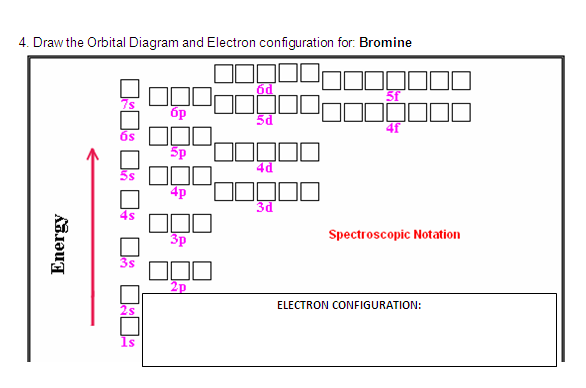 4. Draw the Orbital Diagram and Electron configuration for: Bromine
6d
7s
5f
6p
5d
4f
6s
5p
4d
5s
4p
3d
4s
Spectroscopic Notation
3p
Energy
3s
2p
ELECTRON CONFIGURATION:
2s
1s